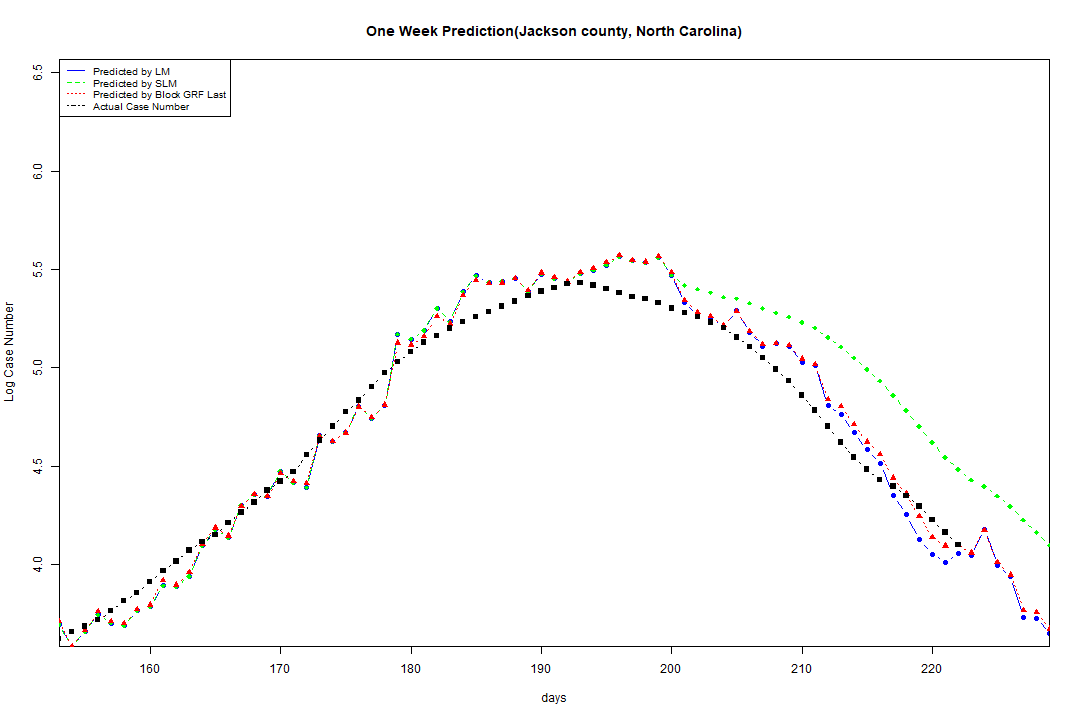 One Week Prediction(Jackson county, North Carolina)
Predicted by LM
Predicted by SLM
Predicted by Block GRF Last
Actual Case Number
6.5
6.0
5.5
5.0
4.5
4.0
Log Case Number
160 170 180 190 200 210 220
days